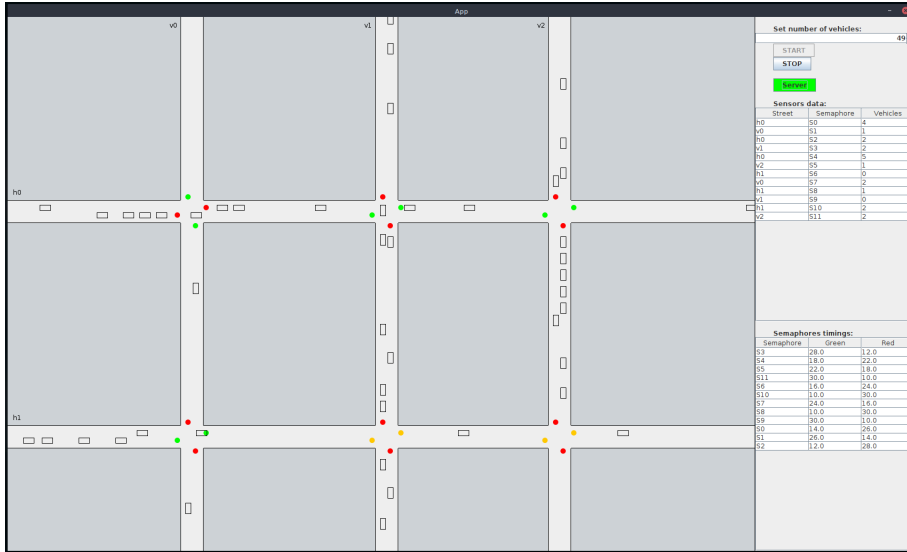 App
v0
v1
v2
h0
h1
Set number of vehicles:
49
START
STOP
Server
Sensors data:
Street Semaphore Vehicles
h0 S0 4
v0 S1 1
h0 S2 2
v1 S3 2
h0 S4 5
v2 S5 1
h1 S6 0
v0 S7 2
h1 S8 1
v1 S9 0
h1 S10 2
v2 S11 2
Semaphores timings:
Semaphore Green Red
S3 28.0 12.0
S4 18.0 22.0
S5 22.0 18.0
S11 30.0 10.0
S6 16.0 24.0
S10 10.0 30.0
S7 24.0 16.0
S8 10.0 30.0
S9 30.0 10.0
S0 14.0 26.0
S1 26.0 14.0
S2 12.0 28.0